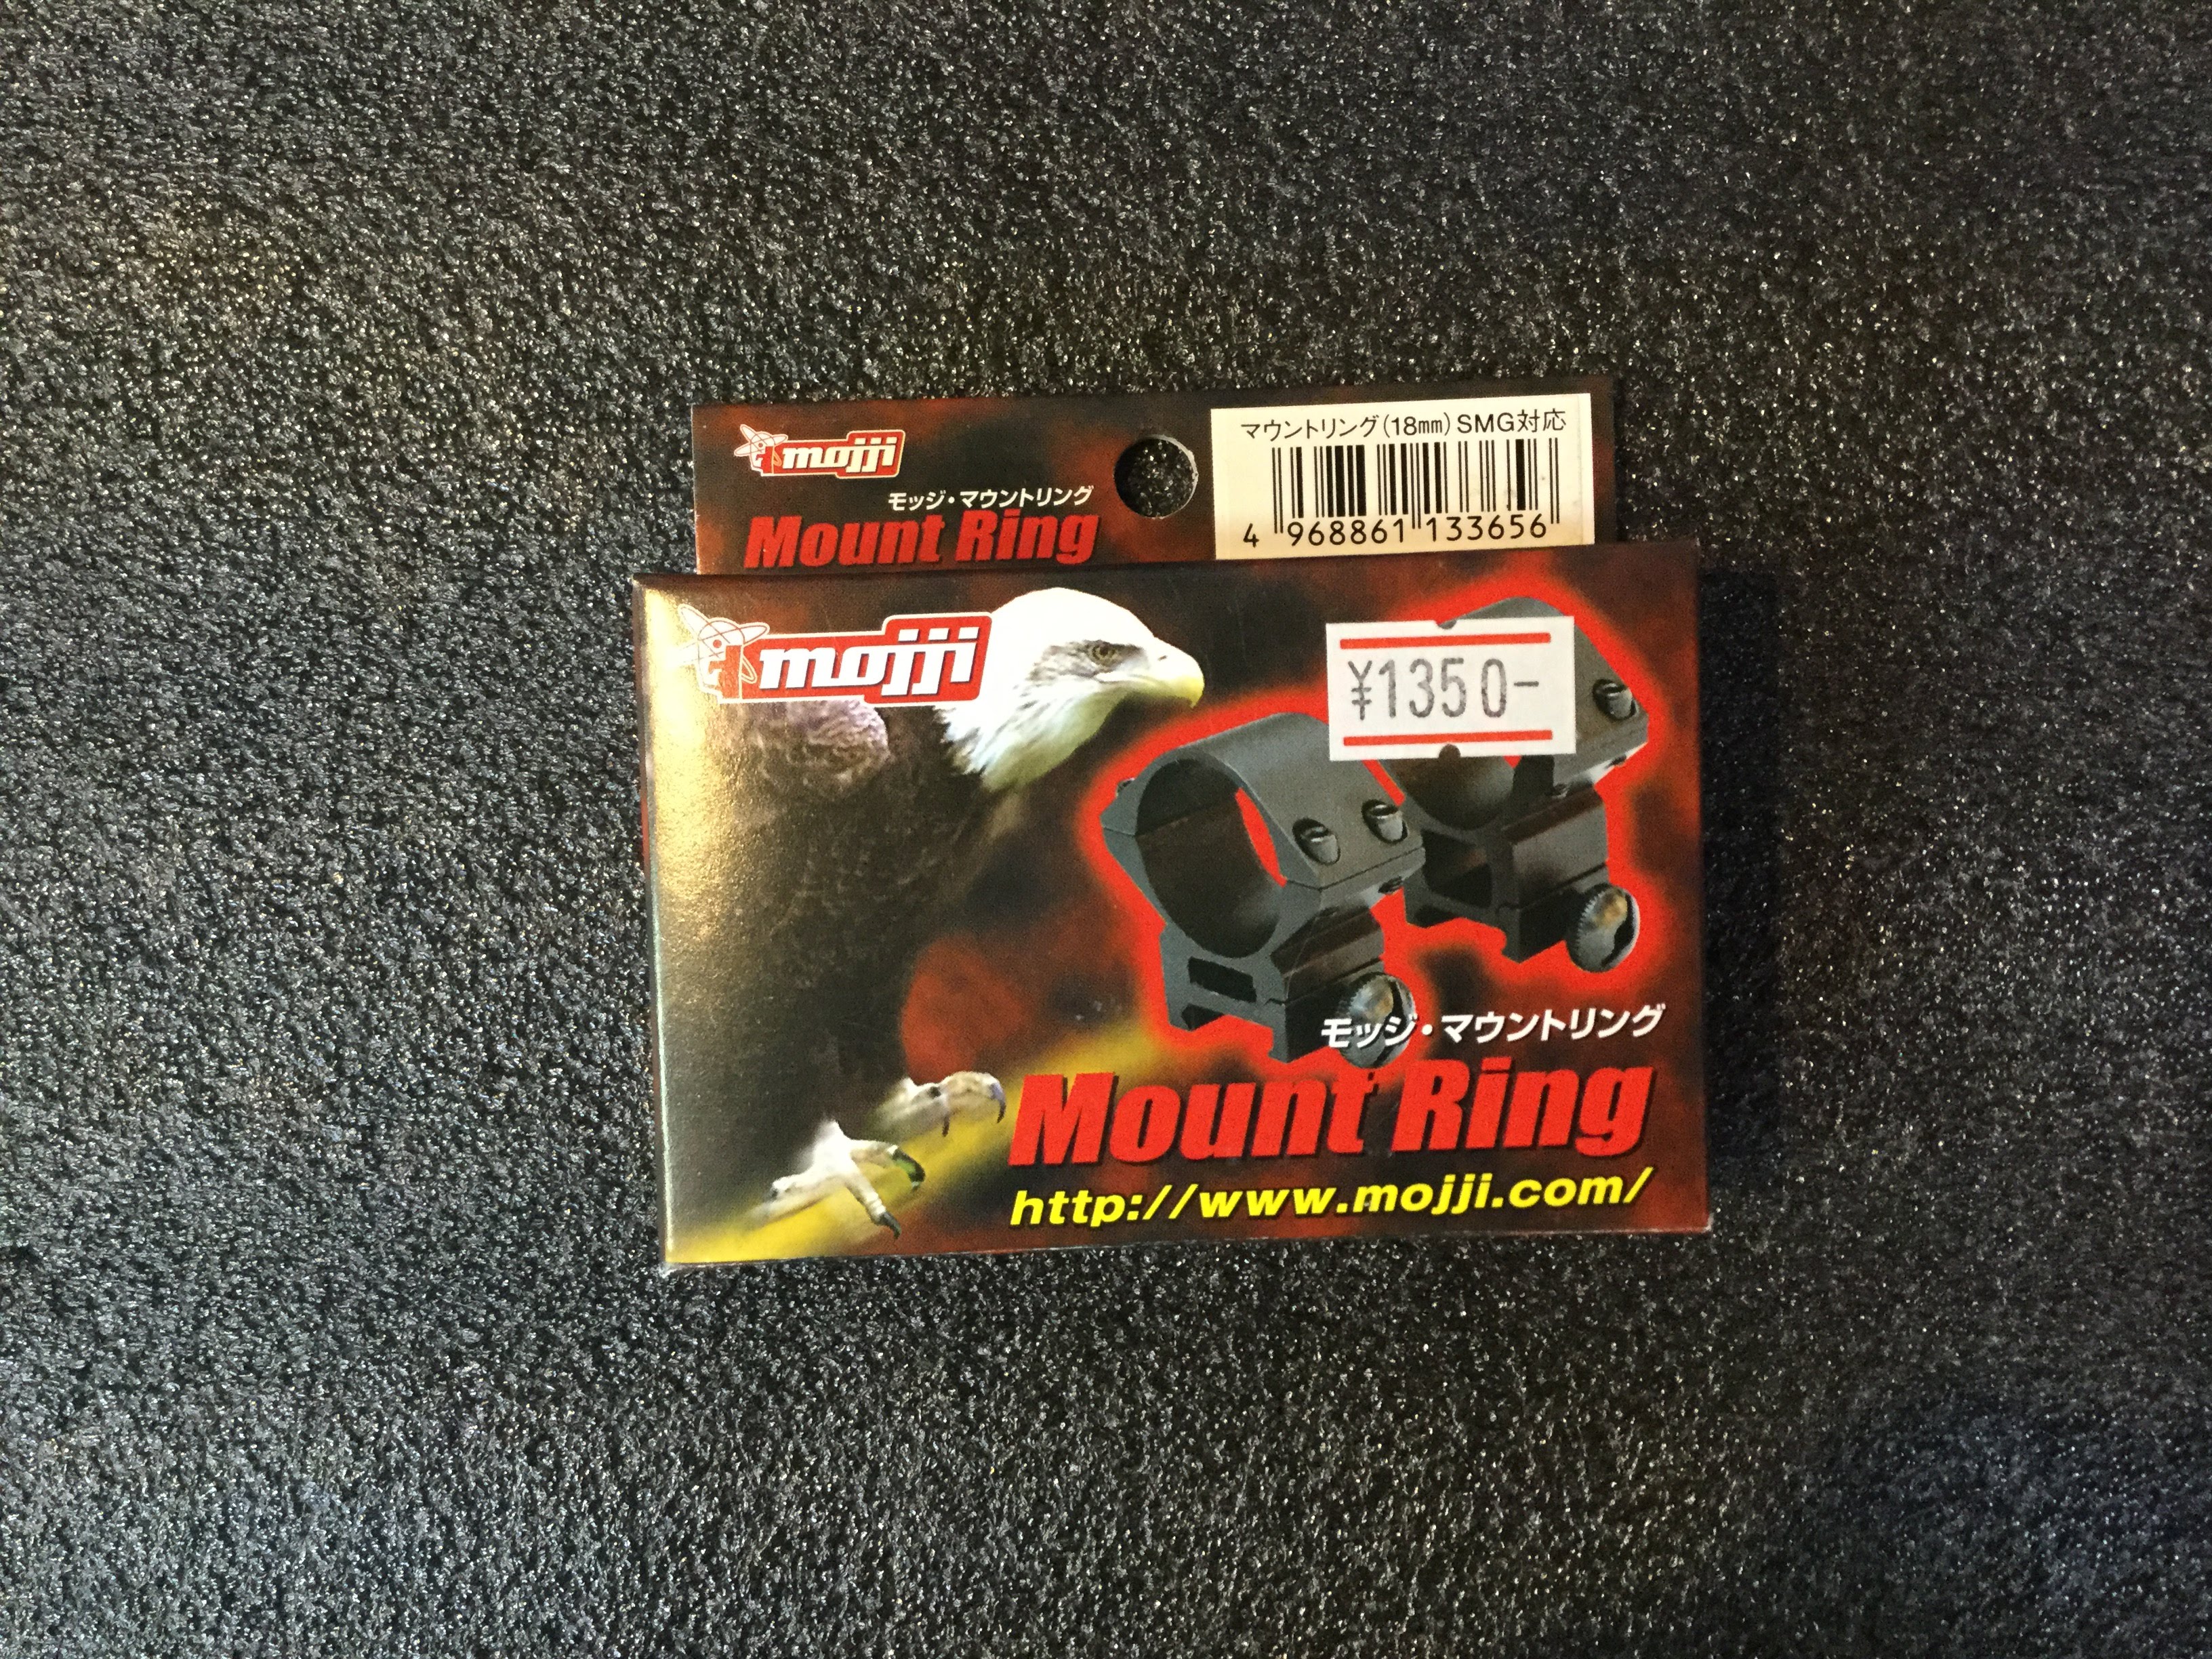 mojji
モッジ・マウントリング
Mount Ring
マウントリング(18mm)SMG対応
4 968861 133656
mojji
¥1350-
モッジ・マウントリング
Mount Ring
http://www.mojji.com/